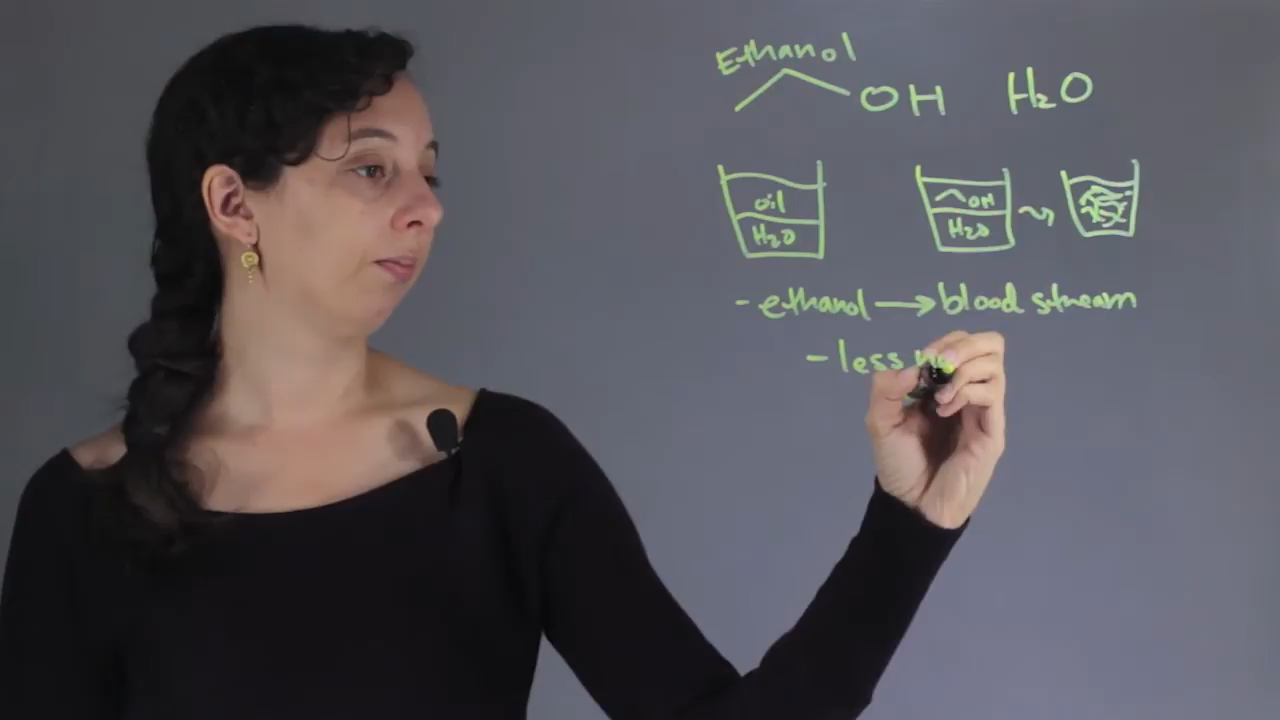 Ethanol
OH H₂O
oil
H₂O
OH
H₂O
- ethanol → blood stream
- less